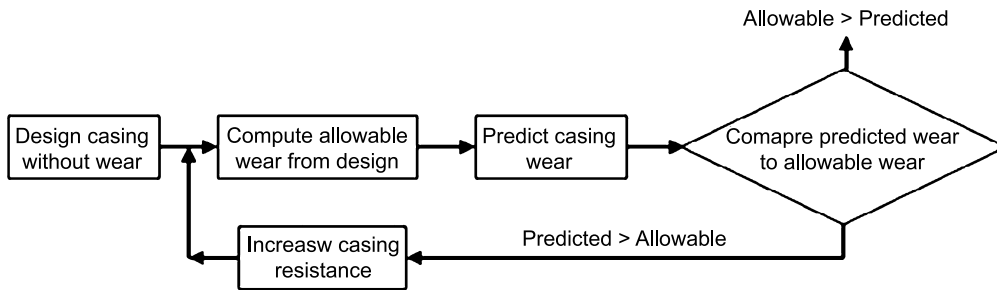 Allowable > Predicted
Design casing
without wear
Compute allowable
wear from design
Predict casing
wear
Comapre predicted wear
to allowable wear
Increasw casing
resistance
Predicted > Allowable